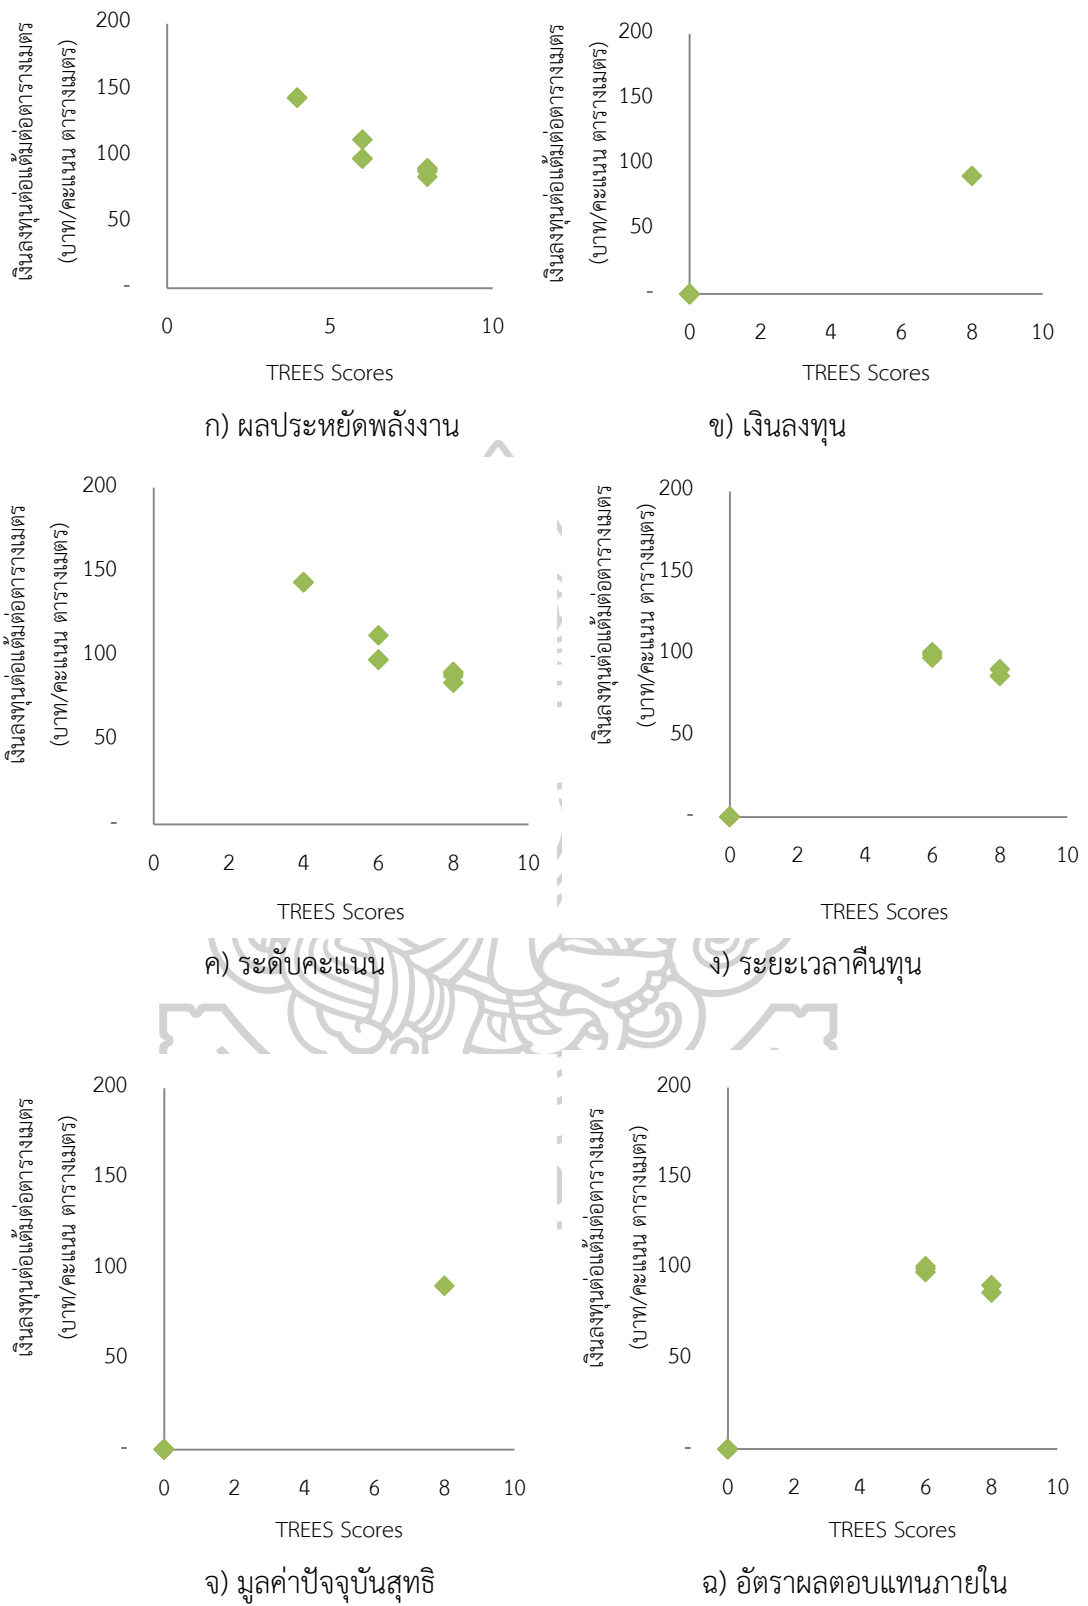 เงินลงทุนต่อแต้มต่อตารางเมตร
(บาท/คะแนน ตารางเมตร)
200
150
100
50
-
0 5 10
TREES Scores
ก) ผลประหยัดพลังงาน
เงินลงทุนต่อแต้มต่อตารางเมตร
(บาท/คะแนน ตารางเมตร)
200
150
100
50
-
0 2 4 6 8 10
TREES Scores
ข) เงินลงทุน
เงินลงทุนต่อแต้มต่อตารางเมตร
(บาท/คะแนน ตารางเมตร)
200
150
100
50
-
0 2 4 6 8 10
TREES Scores
ค) ระดับคะแนน
เงินลงทุนต่อแต้มต่อตารางเมตร
(บาท/คะแนน ตารางเมตร)
200
150
100
50
-
0 2 4 6 8 10
TREES Scores
ง) ระยะเวลาคืนทุน
เงินลงทุนต่อแต้มต่อตารางเมตร
(บาท/คะแนน ตารางเมตร)
200
150
100
50
-
0 2 4 6 8 10
TREES Scores
จ) มูลค่าปัจจุบันสุทธิ
เงินลงทุนต่อแต้มต่อตารางเมตร
(บาท/คะแนน ตารางเมตร)
200
150
100
50
-
0 2 4 6 8 10
TREES Scores
ฉ) อัตราผลตอบแทนภายใน